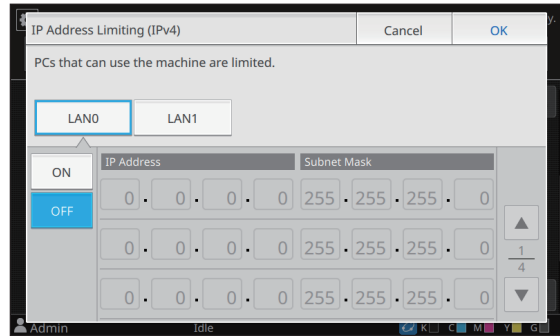 IP Address Limiting (IPv4) Cancel OK
y.
PCs that can use the machine are limited.
LAN0 LAN1
ON
OFF
IP Address Subnet Mask
0 . 0 . 0 . 0 255 . 255 . 255 . 0
0 . 0 . 0 . 0 255 . 255 . 255 . 0
0 . 0 . 0 . 0 255 . 255 . 255 . 0
1
4
Admin Idle K C M Y G